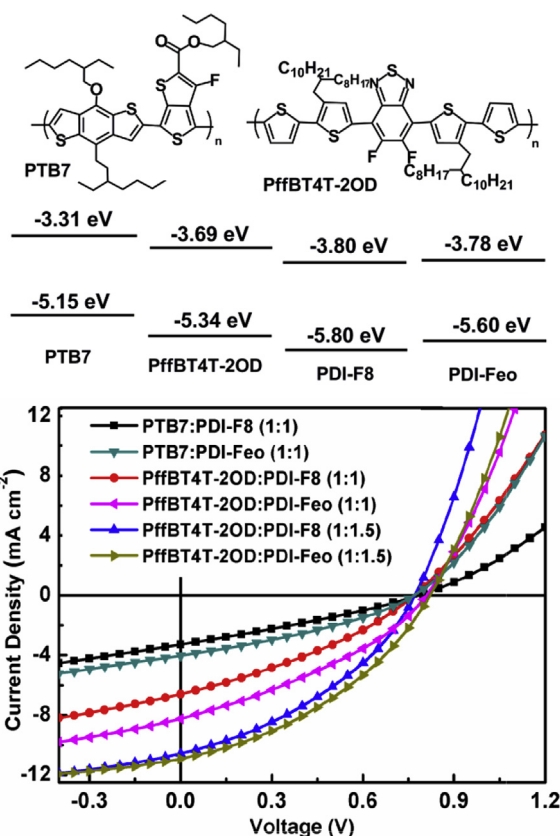 O
O
F
S
S
O
S
S
n
PTB7
C10H21
C8H17
S
N N
S
S
S
S
F F
C8H17
C10H21
n
PffBT4T-2OD
-3.31 eV
-3.69 eV
-3.80 eV
-3.78 eV
-5.15 eV
-5.34 eV
-5.80 eV
-5.60 eV
PTB7
PffBT4T-2OD
PDI-F8
PDI-Feo
12
8
4
0
-4
-8
-12
Current Density (mA cm-2)
PTB7:PDI-F8 (1:1)
PTB7:PDI-Feo (1:1)
PffBT4T-2OD:PDI-F8 (1:1)
PffBT4T-2OD:PDI-Feo (1:1)
PffBT4T-2OD:PDI-F8 (1:1.5)
PffBT4T-2OD:PDI-Feo (1:1.5)
-0.3
0.0
0.3
0.6
0.9
1.2
Voltage (V)